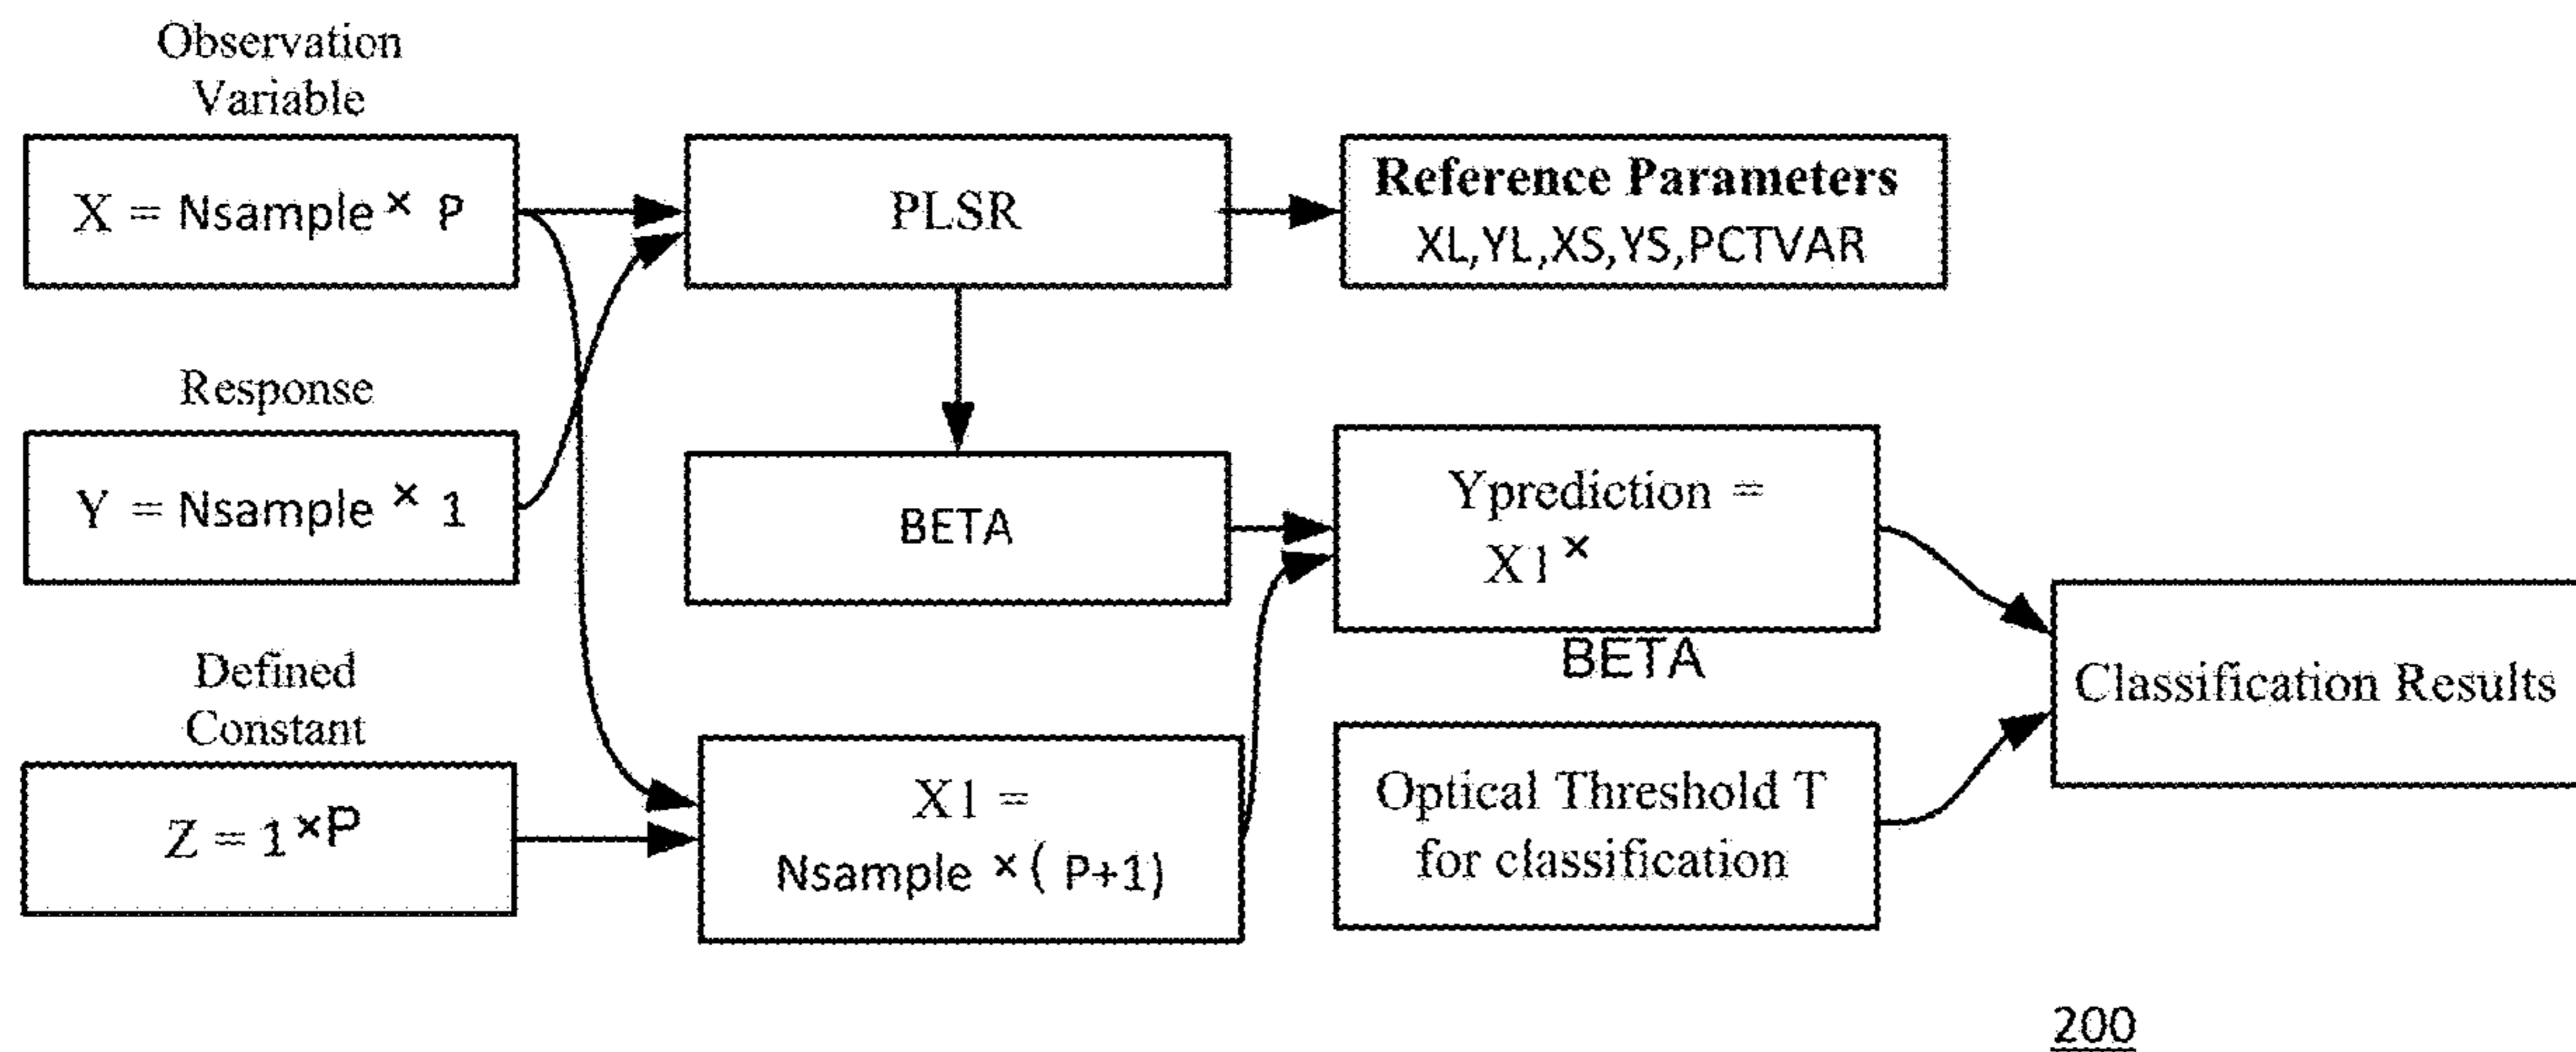 Observation
Variable
X = Nsample × P
PLSR
Reference Parameters
XL,YL,XS,YS,PCTVAR
Response
Y = Nsample × 1
BETA
Yprediction =
X1 ×
BETA
Defined
Constant
Z = 1 × P
X1 =
Nsample × ( P+1)
Optical Threshold T
for classification
Classification Results
200